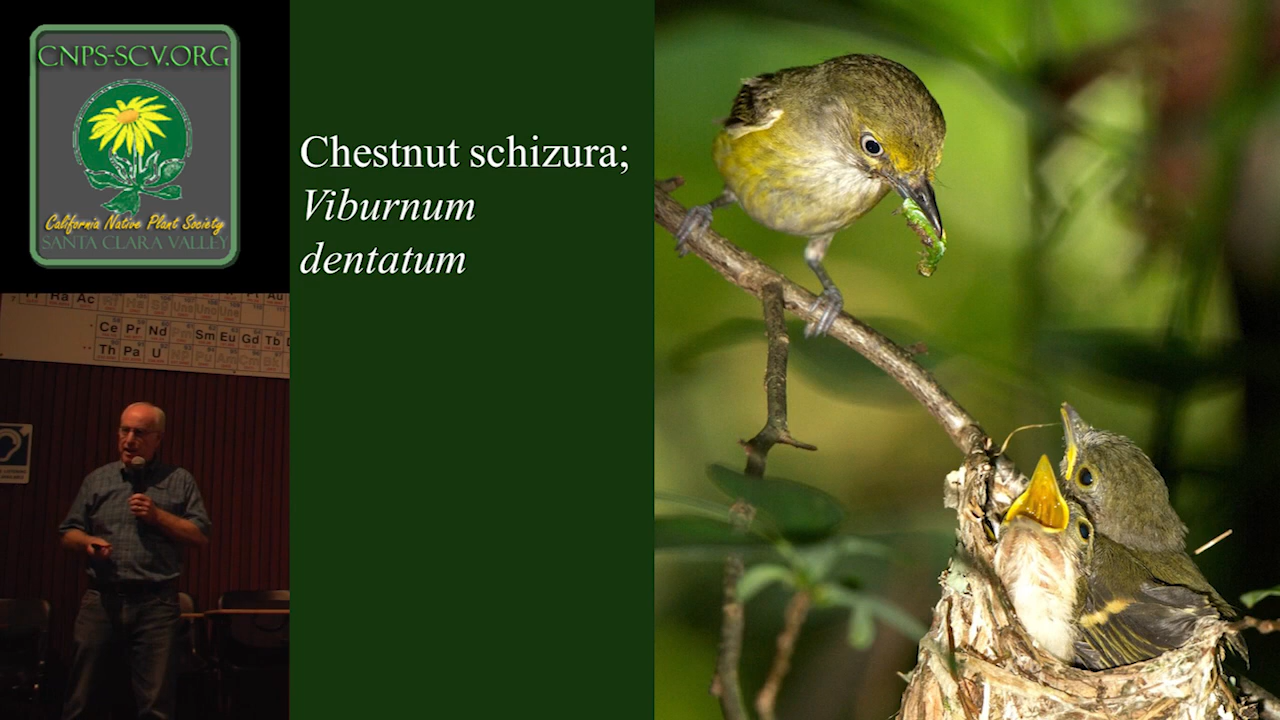 CNPS-SCV.ORG
California Native Plant Society
SANTA CLARA VALLEY
Chestnut schizura;
Viburnum
dentatum
Ra Ac
Ce Pr Nd Sm Eu Gd Tb
Th Pa U